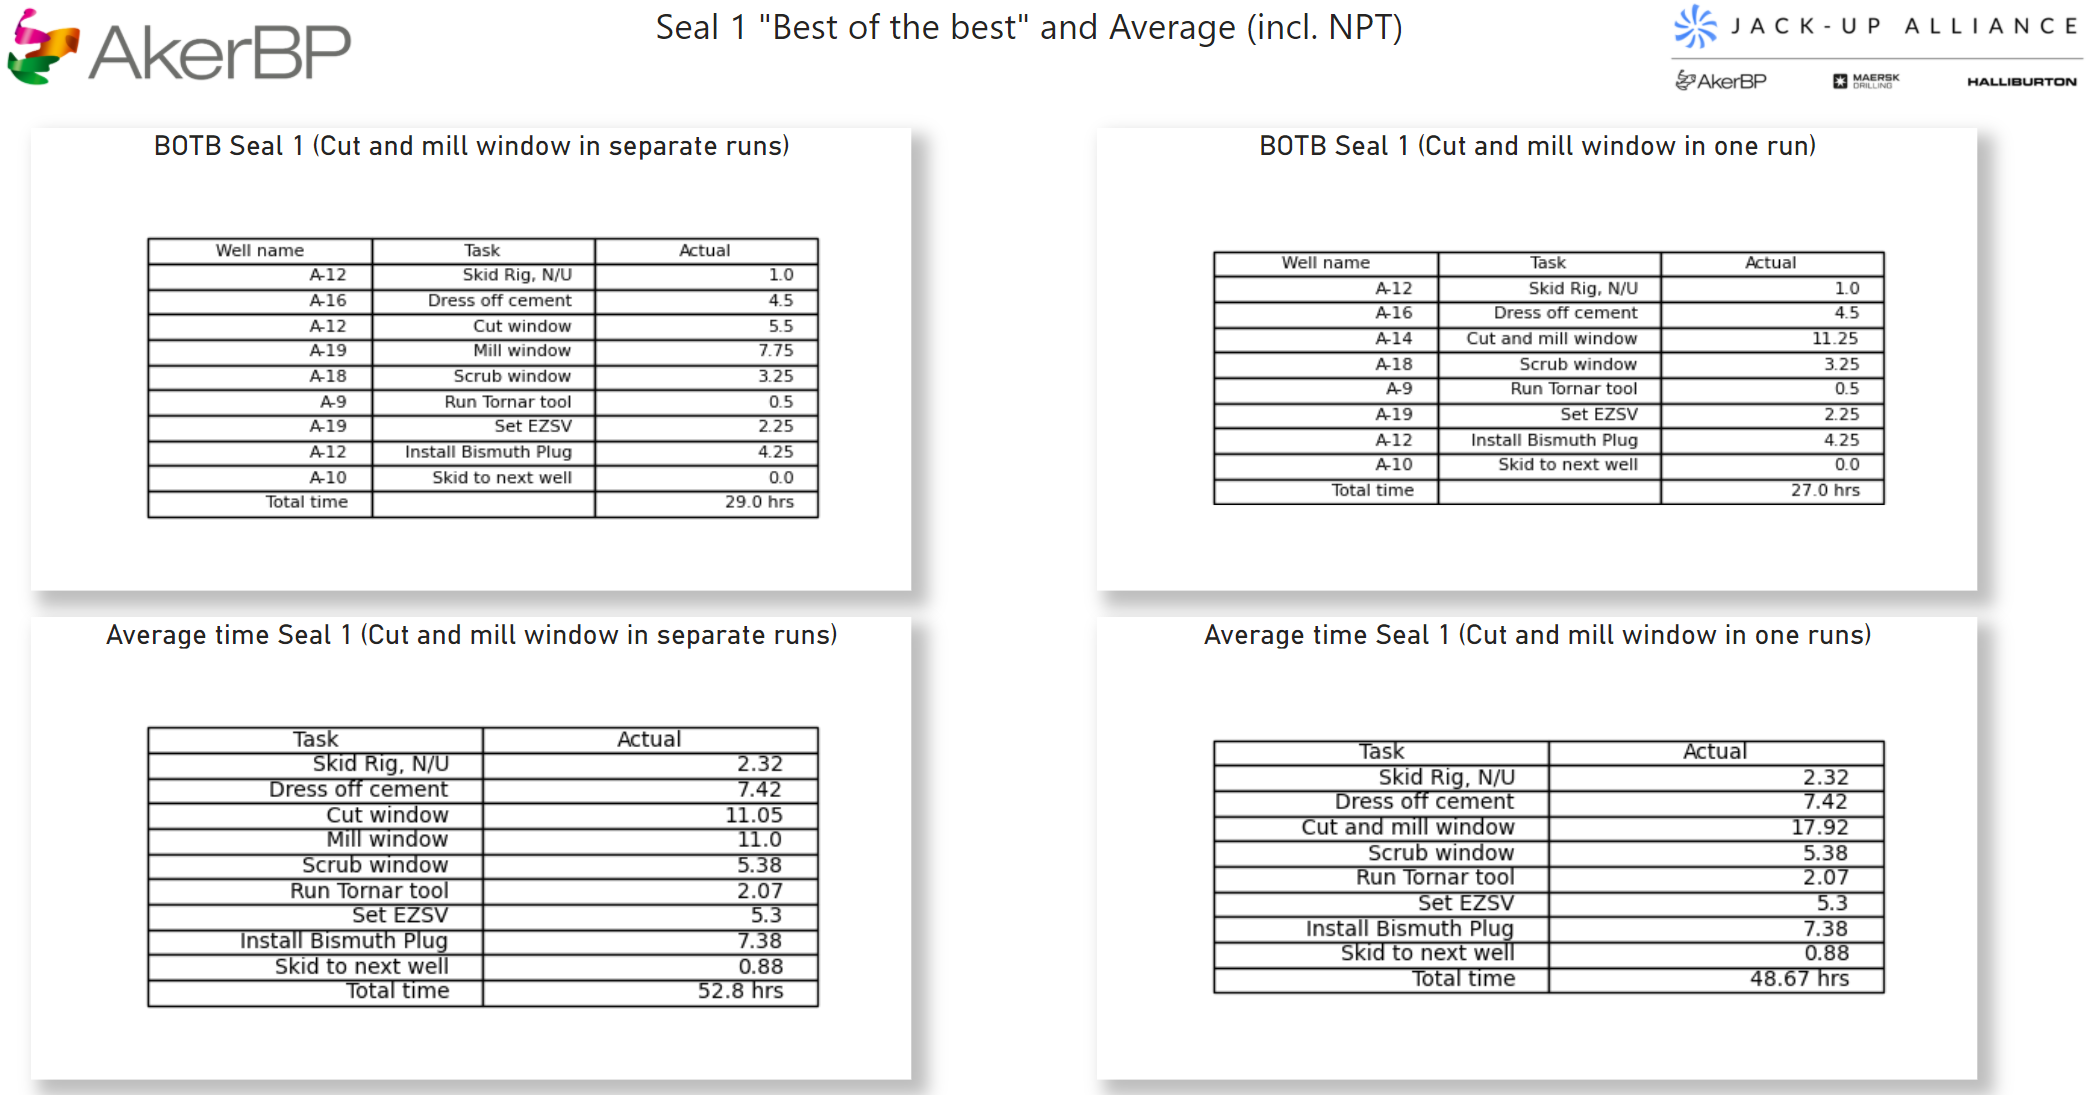 AkerBP
Seal 1 "Best of the best" and Average (incl. NPT)
JACK-UP ALLIANCE
AkerBP MAERSK DRILLING HALLIBURTON
BOTB Seal 1 (Cut and mill window in separate runs)
Well name Task Actual
A-12 Skid Rig, N/U 1.0
A-16 Dress off cement 4.5
A-12 Cut window 5.5
A-19 Mill window 7.75
A-18 Scrub window 3.25
A-9 Run Tornar tool 0.5
A-19 Set EZSV 2.25
A-12 Install Bismuth Plug 4.25
A-10 Skid to next well 0.0
Total time 29.0 hrs
BOTB Seal 1 (Cut and mill window in one run)
Well name Task Actual
A-12 Skid Rig, N/U 1.0
A-16 Dress off cement 4.5
A-14 Cut and mill window 11.25
A-18 Scrub window 3.25
A-9 Run Tornar tool 0.5
A-19 Set EZSV 2.25
A-12 Install Bismuth Plug 4.25
A-10 Skid to next well 0.0
Total time 27.0 hrs
Average time Seal 1 (Cut and mill window in separate runs)
Task Actual
Skid Rig, N/U 2.32
Dress off cement 7.42
Cut window 11.05
Mill window 11.0
Scrub window 5.38
Run Tornar tool 2.07
Set EZSV 5.3
Install Bismuth Plug 7.38
Skid to next well 0.88
Total time 52.8 hrs
Average time Seal 1 (Cut and mill window in one runs)
Task Actual
Skid Rig, N/U 2.32
Dress off cement 7.42
Cut and mill window 17.92
Scrub window 5.38
Run Tornar tool 2.07
Set EZSV 5.3
Install Bismuth Plug 7.38
Skid to next well 0.88
Total time 48.67 hrs